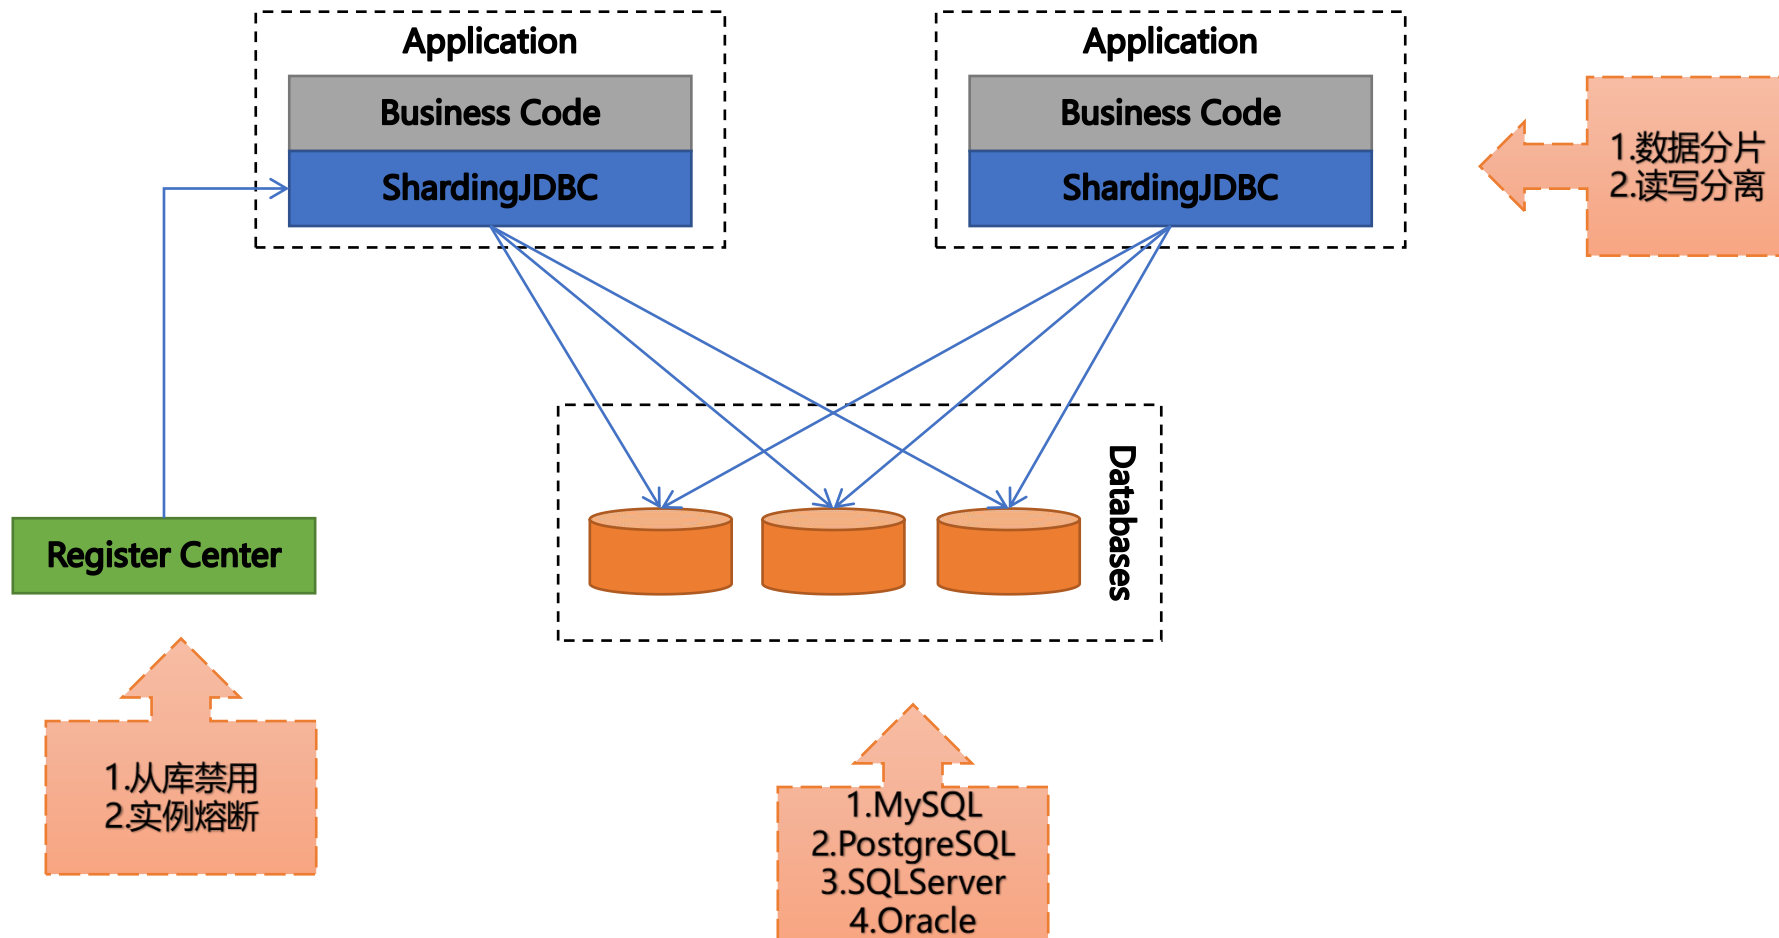 Application
Business Code
ShardingJDBC
Application
Business Code
ShardingJDBC
1.数据分片
2.读写分离
Databases
Register Center
1.从库禁用
2.实例熔断
1.MySQL
2.PostgreSQL
3.SQLServer
4.Oracle